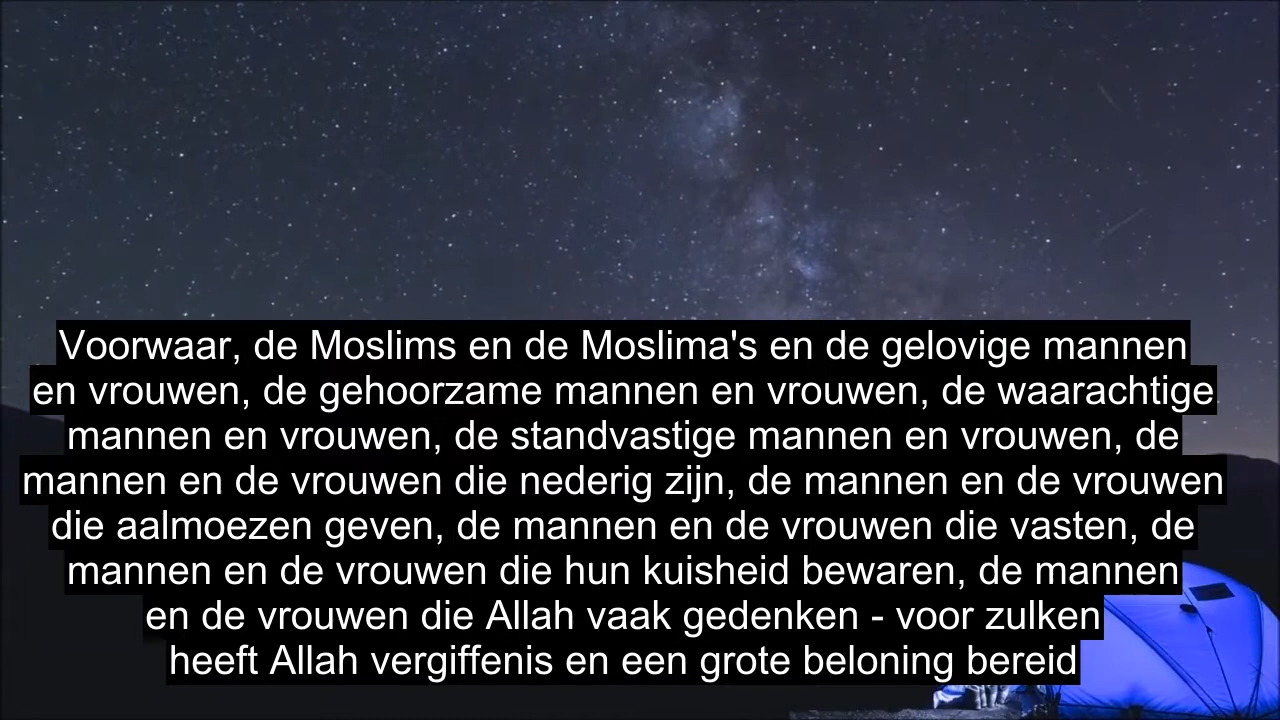 Voorwaar, de Moslims en de Moslima's en de gelovige mannen
en vrouwen, de gehoorzame mannen en vrouwen, de waarachtige
mannen en vrouwen, de standvastige mannen en vrouwen, de
mannen en de vrouwen die nederig zijn, de mannen en de vrouwen
die aalmoezen geven, de mannen en de vrouwen die vasten, de
mannen en de vrouwen die hun kuisheid bewaren, de mannen
en de vrouwen die Allah vaak gedenken - voor zulken
heeft Allah vergiffenis en een grote beloning bereid